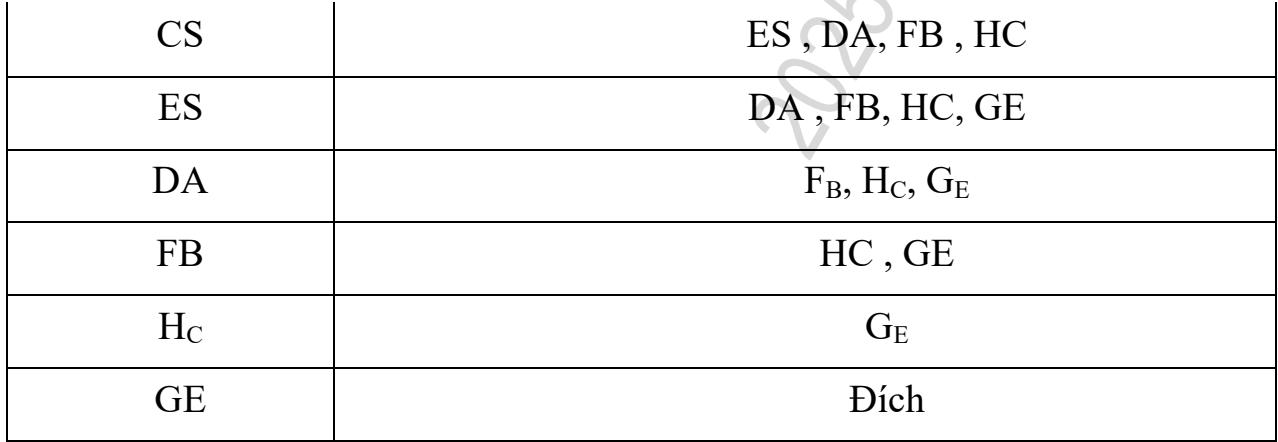 CS ES , DA, FB , HC
ES DA , FB, HC, GE
DA F_B, H_C, G_E
FB HC , GE
H_C G_E
GE Đích
2025